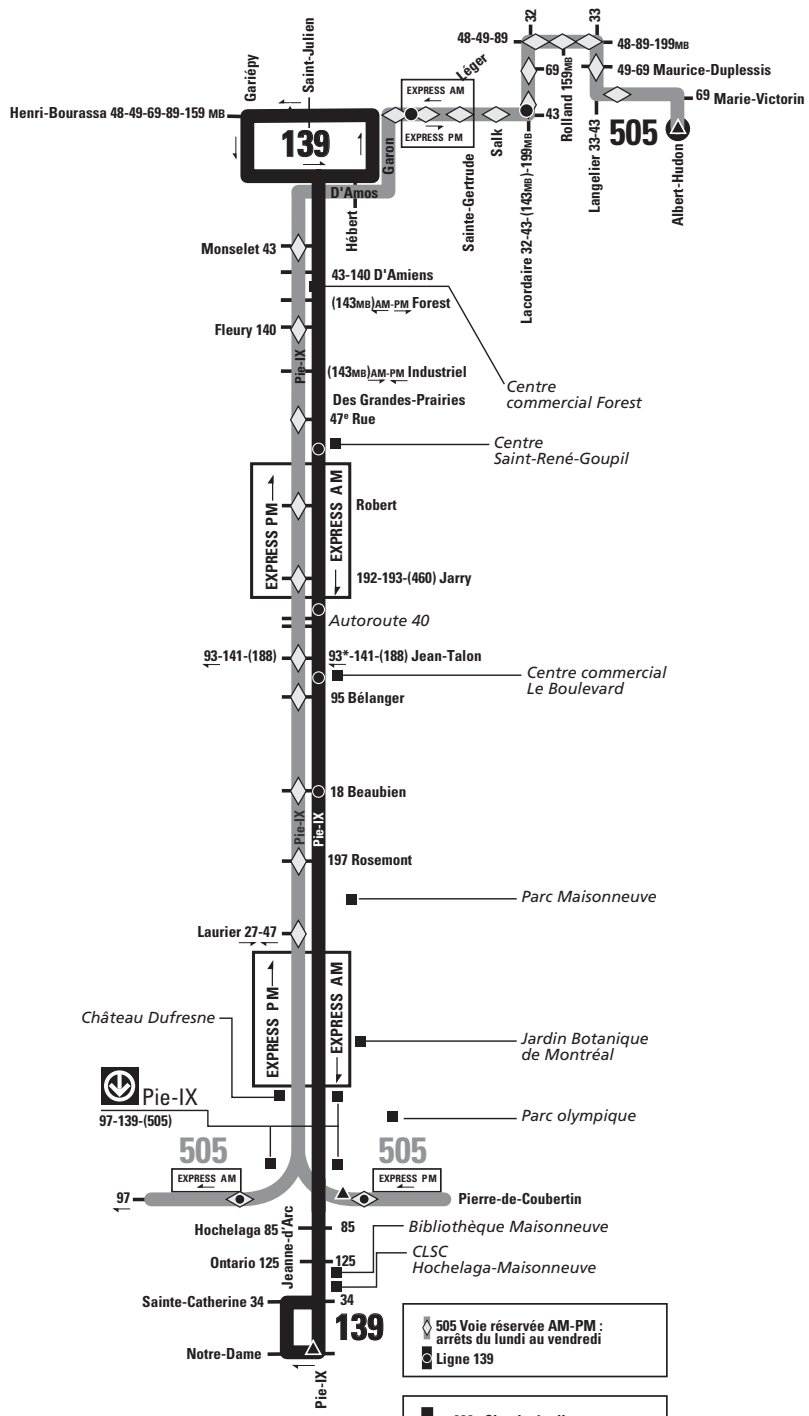 32
33
48-49-89
48-89-199MB
Gariépy
Saint-Julien
Léger
EXPRESS AM
69
Rolland 159MB
49-69 Maurice-Duplessis
Henri-Bourassa 48-49-69-89-159 MB
139
43
505
69 Marie-Victorin
EXPRESS PM
Garon
Salk
Sainte-Gertrude
Lacordaire 32-43-(143MB)-199MB
Langelier 33-43
Albert-Hudon
D'Amos
Hébert
Monselet 43
43-140 D'Amiens
(143MB)AM-PM Forest
Fleury 140
Pie-IX
(143MB)AM-PM Industriel
Centre
commercial Forest
Des Grandes-Prairies
47e Rue
Centre
Saint-René-Goupil
EXPRESS PM
EXPRESS AM
Robert
192-193-(460) Jarry
Autoroute 40
93-141-(188)
93*-141-(188) Jean-Talon
Centre commercial
Le Boulevard
95 Bélanger
18 Beaubien
Pie-IX
Pie-IX
197 Rosemont
Parc Maisonneuve
Laurier 27-47
EXPRESS PM
EXPRESS AM
Château Dufresne
Jardin Botanique
de Montréal
Pie-IX
97-139-(505)
Parc olympique
505
505
EXPRESS AM
EXPRESS PM
97
Pierre-de-Coubertin
Jeanne-d'Arc
Hochelaga 85
85
Bibliothèque Maisonneuve
Ontario 125
125
CLSC
Hochelaga-Maisonneuve
Sainte-Catherine 34
34
139
Notre-Dame
Pie-IX
505 Voie réservée AM-PM :
arrêts du lundi au vendredi
Ligne 139